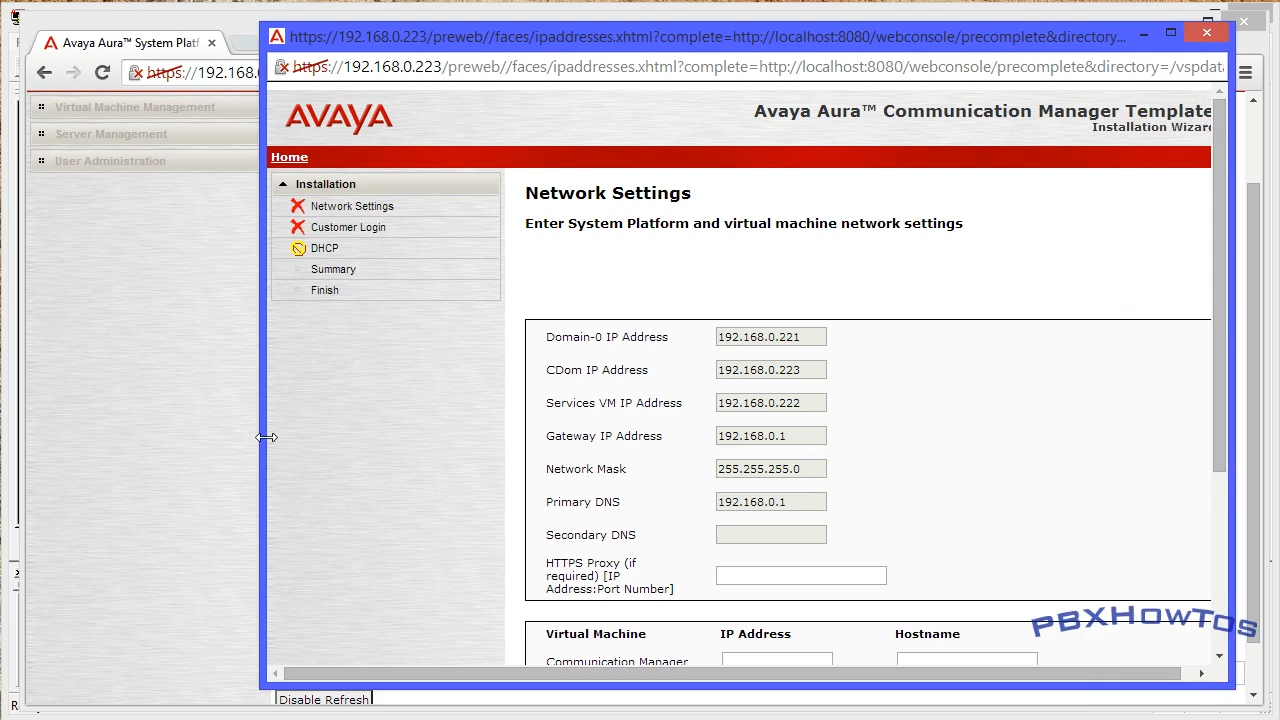 Avaya Aura™ System Platf
https://192.168.0.
Virtual Machine Management
Server Management
User Administration
https://192.168.0.223/preweb//faces/ipaddresses.xhtml?complete=http://localhost:8080/webconsole/precomplete&directory...
https://192.168.0.223/preweb//faces/ipaddresses.xhtml?complete=http://localhost:8080/webconsole/precomplete&directory=/vspdat
AVAYA
Avaya Aura™ Communication Manager Template
Installation Wizar
Home
Installation
Network Settings
Customer Login
DHCP
Summary
Finish
Network Settings
Enter System Platform and virtual machine network settings
Domain-0 IP Address 192.168.0.221
CDom IP Address 192.168.0.223
Services VM IP Address 192.168.0.222
Gateway IP Address 192.168.0.1
Network Mask 255.255.255.0
Primary DNS 192.168.0.1
Secondary DNS
HTTPS Proxy (if
required) [IP
Address:Port Number]
Virtual Machine IP Address Hostname
Communication Manager
PBXHowTos
Disable Refresh